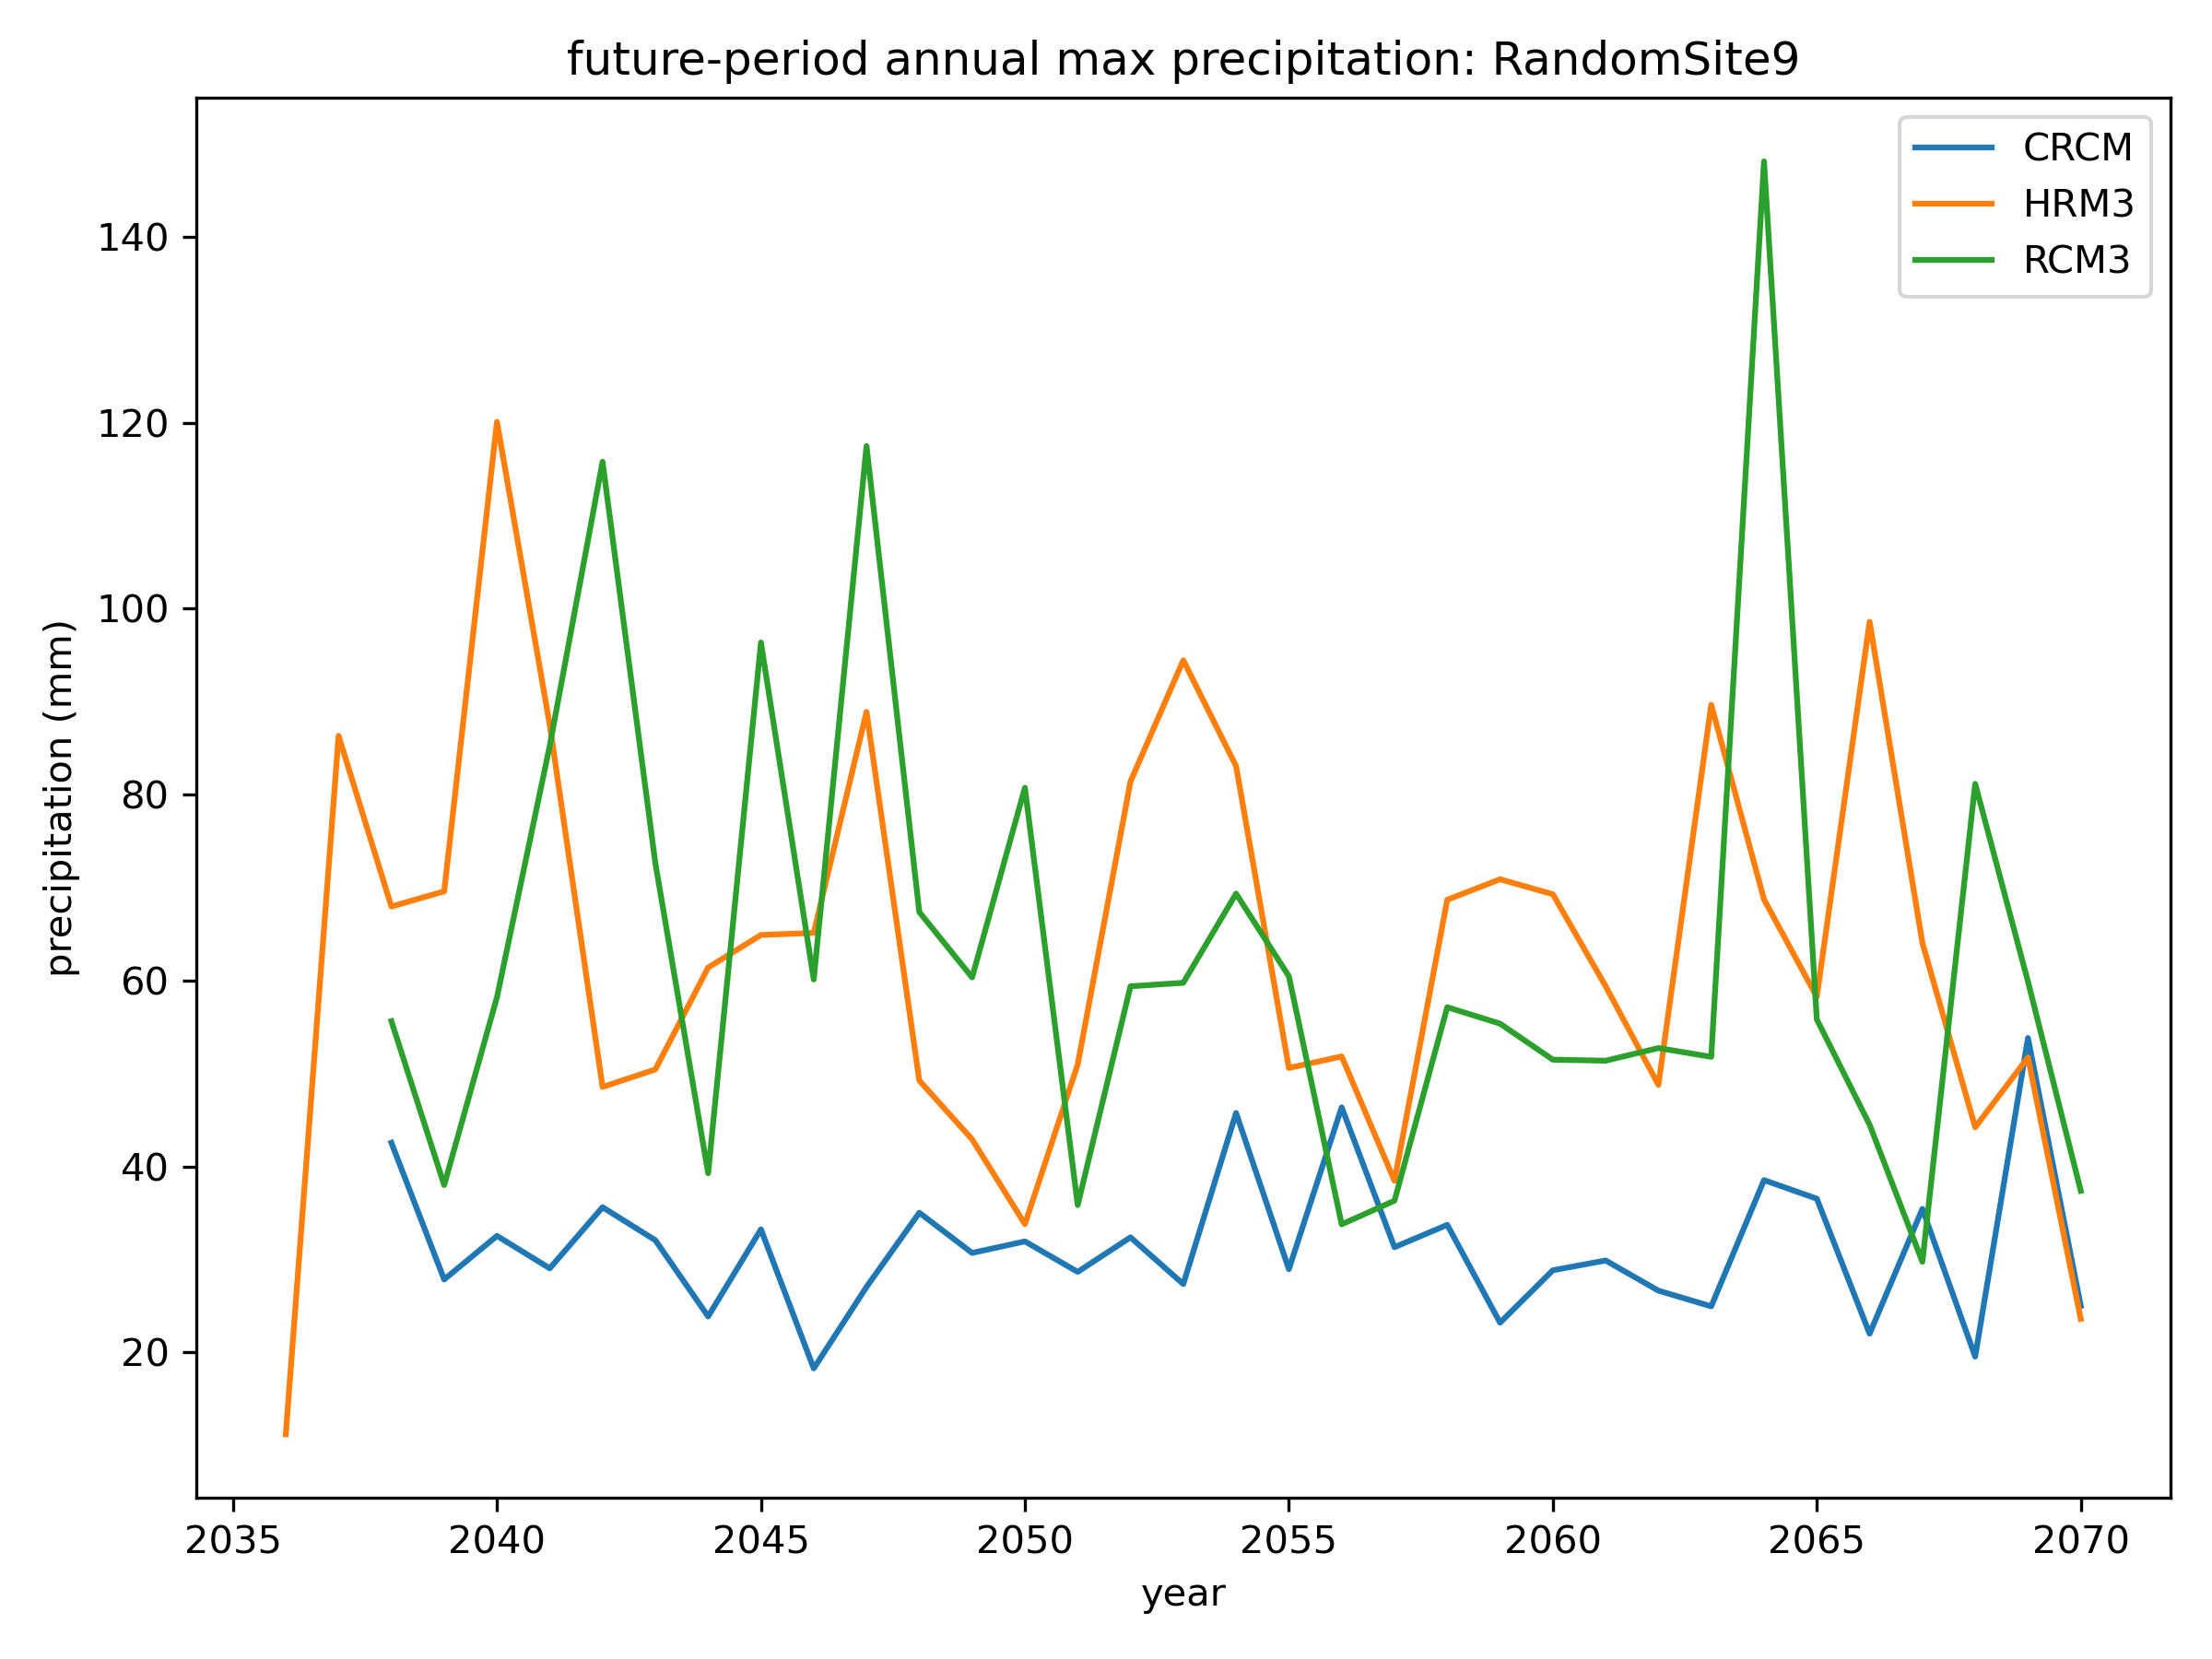 future-period annual max precipitation: RandomSite9
CRCM
HRM3
RCM3
140
120
100
80
60
40
20
precipitation (mm)
2035 2040 2045 2050 2055 2060 2065 2070
year